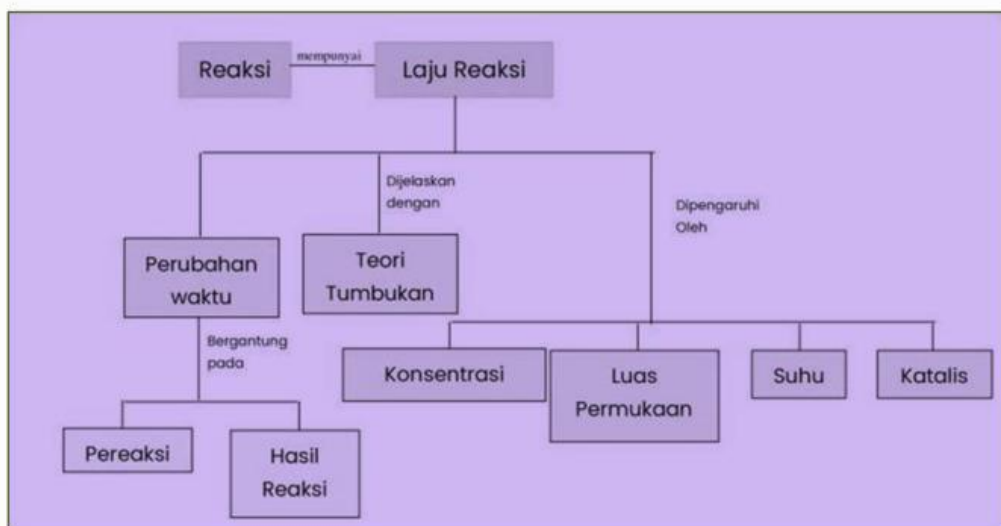 Reaksi
mempunyai
Laju Reaksi
Dijelaskan
dengan
Dipengaruhi
Oleh
Perubahan
waktu
Teori
Tumbukan
Bergantung
pada
Konsentrasi
Luas
Permukaan
Suhu
Katalis
Pereaksi
Hasil
Reaksi